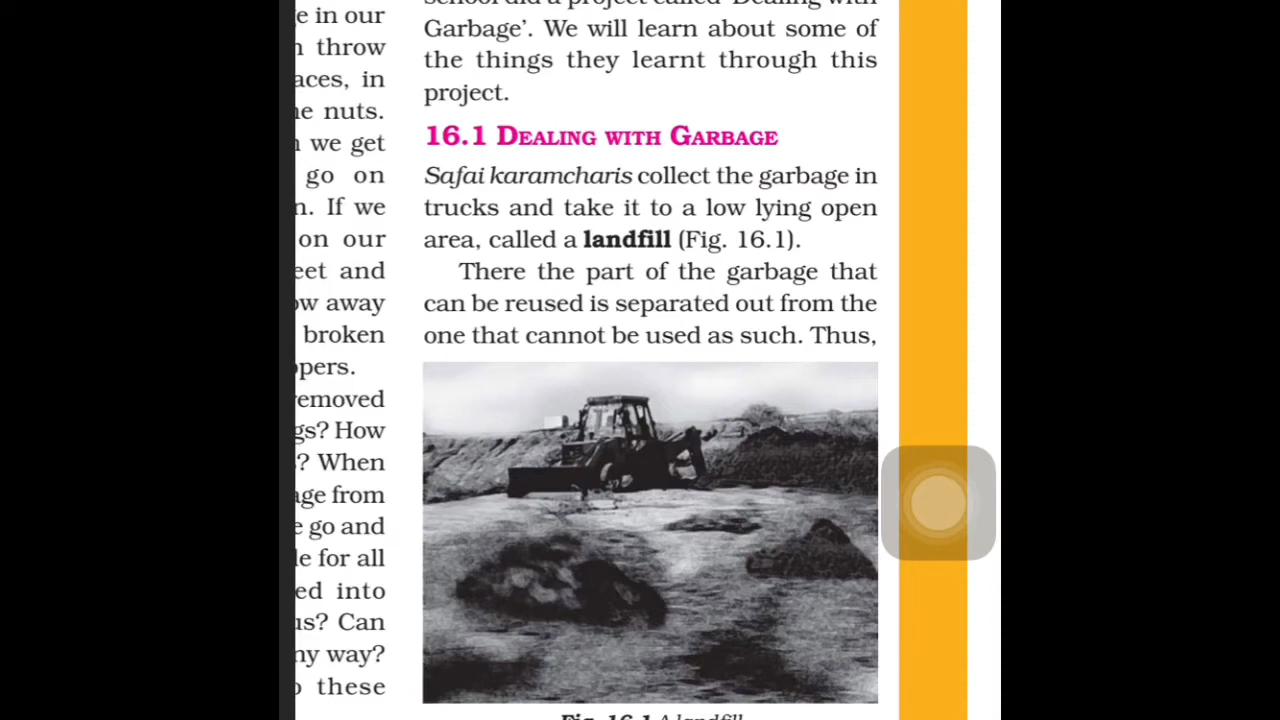 e in our
throw
aces, in
e nuts.
we get
go on
n. If we
on our
eet and
ow away
broken
pers.
emoved
gs? How
? When
age from
e go and
le for all
ed into
us? Can
ny way?
these
school did a project called 'Dealing with
Garbage'. We will learn about some of
the things they learnt through this
project.
16.1 DEALING WITH GARBAGE
Safai karamcharis collect the garbage in
trucks and take it to a low lying open
area, called a landfill (Fig. 16.1).
There the part of the garbage that
can be reused is separated out from the
one that cannot be used as such. Thus,
Fig. 16.1 A landfill